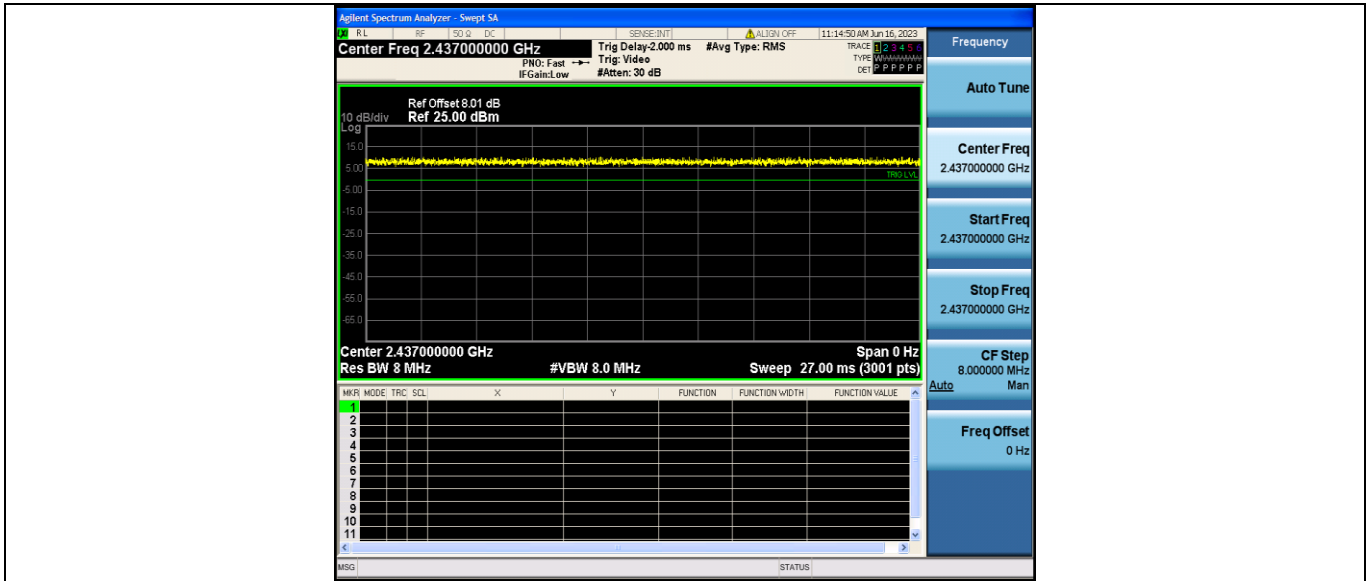 Agilent Spectrum Analyzer - Swept SA
LXI RL RF 50 Ω DC SENSE:INT ALIGN OFF 11:14:50 AM Jun 16, 2023
Center Freq 2.437000000 GHz
PNO: Fast
IFGain:Low
Trig Delay-2.000 ms
Trig: Video
#Atten: 30 dB
#Avg Type: RMS
TRACE 1 2 3 4 5 6
TYPE
DET P P P P P P
Ref Offset 8.01 dB
10 dB/div Ref 25.00 dBm
Log
15.0
5.00
TRIG LVL
-5.00
-15.0
-25.0
-35.0
-45.0
-55.0
-65.0
Center 2.437000000 GHz Span 0 Hz
Res BW 8 MHz #VBW 8.0 MHz Sweep 27.00 ms (3001 pts)
MKR MODE TRC SCL X Y FUNCTION FUNCTION WIDTH FUNCTION VALUE
1
2
3
4
5
6
7
8
9
10
11
MSG STATUS
Frequency
Auto Tune
Center Freq
2.437000000 GHz
Start Freq
2.437000000 GHz
Stop Freq
2.437000000 GHz
CF Step
8.000000 MHz
Auto Man
Freq Offset
0 Hz